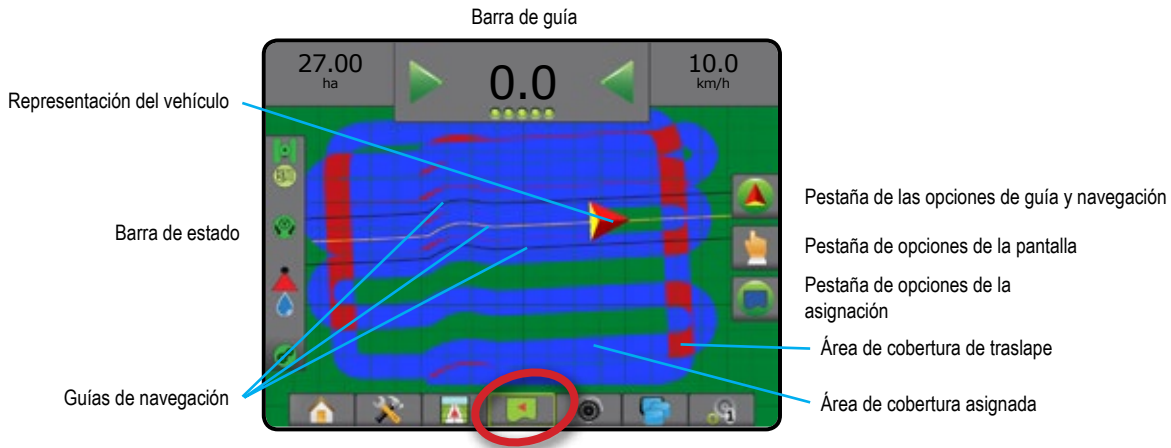 Barra de guía
27.00
ha
0.0
10.0
km/h
Representación del vehículo
Barra de estado
Guías de navegación
Pestaña de las opciones de guía y navegación
Pestaña de opciones de la pantalla
Pestaña de opciones de la
asignación
Área de cobertura de traslape
Área de cobertura asignada
1